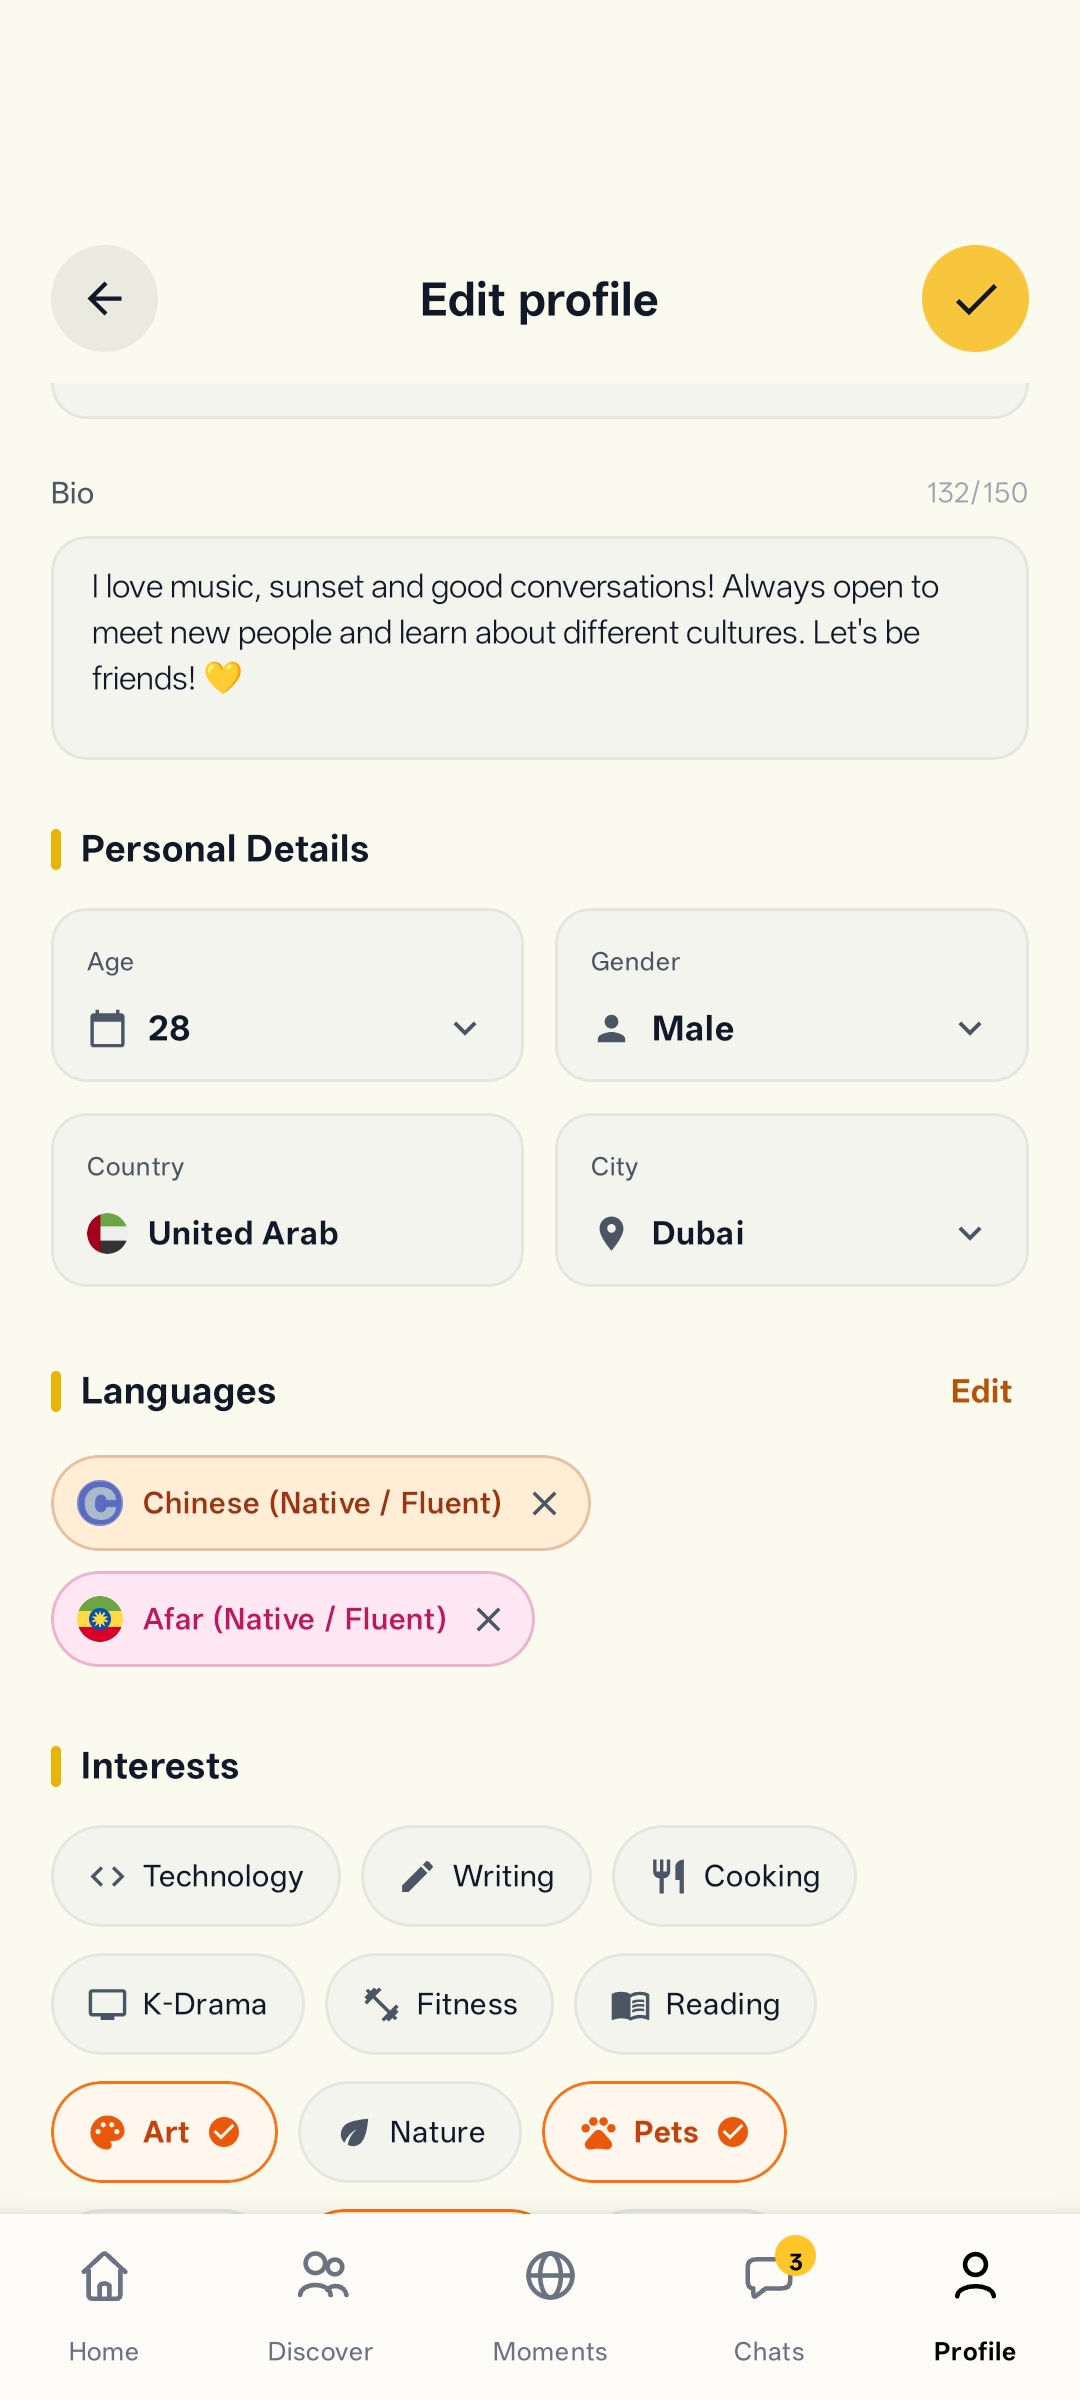 Edit profile
Bio
132/150
I love music, sunset and good conversations! Always open to
meet new people and learn about different cultures. Let's be
friends! 💛
Personal Details
Age
28
Gender
Male
Country
United Arab
City
Dubai
Languages
Edit
C Chinese (Native / Fluent)
Afar (Native / Fluent)
Interests
Technology
Writing
Cooking
K-Drama
Fitness
Reading
Art
Nature
Pets
3
Home
Discover
Moments
Chats
Profile